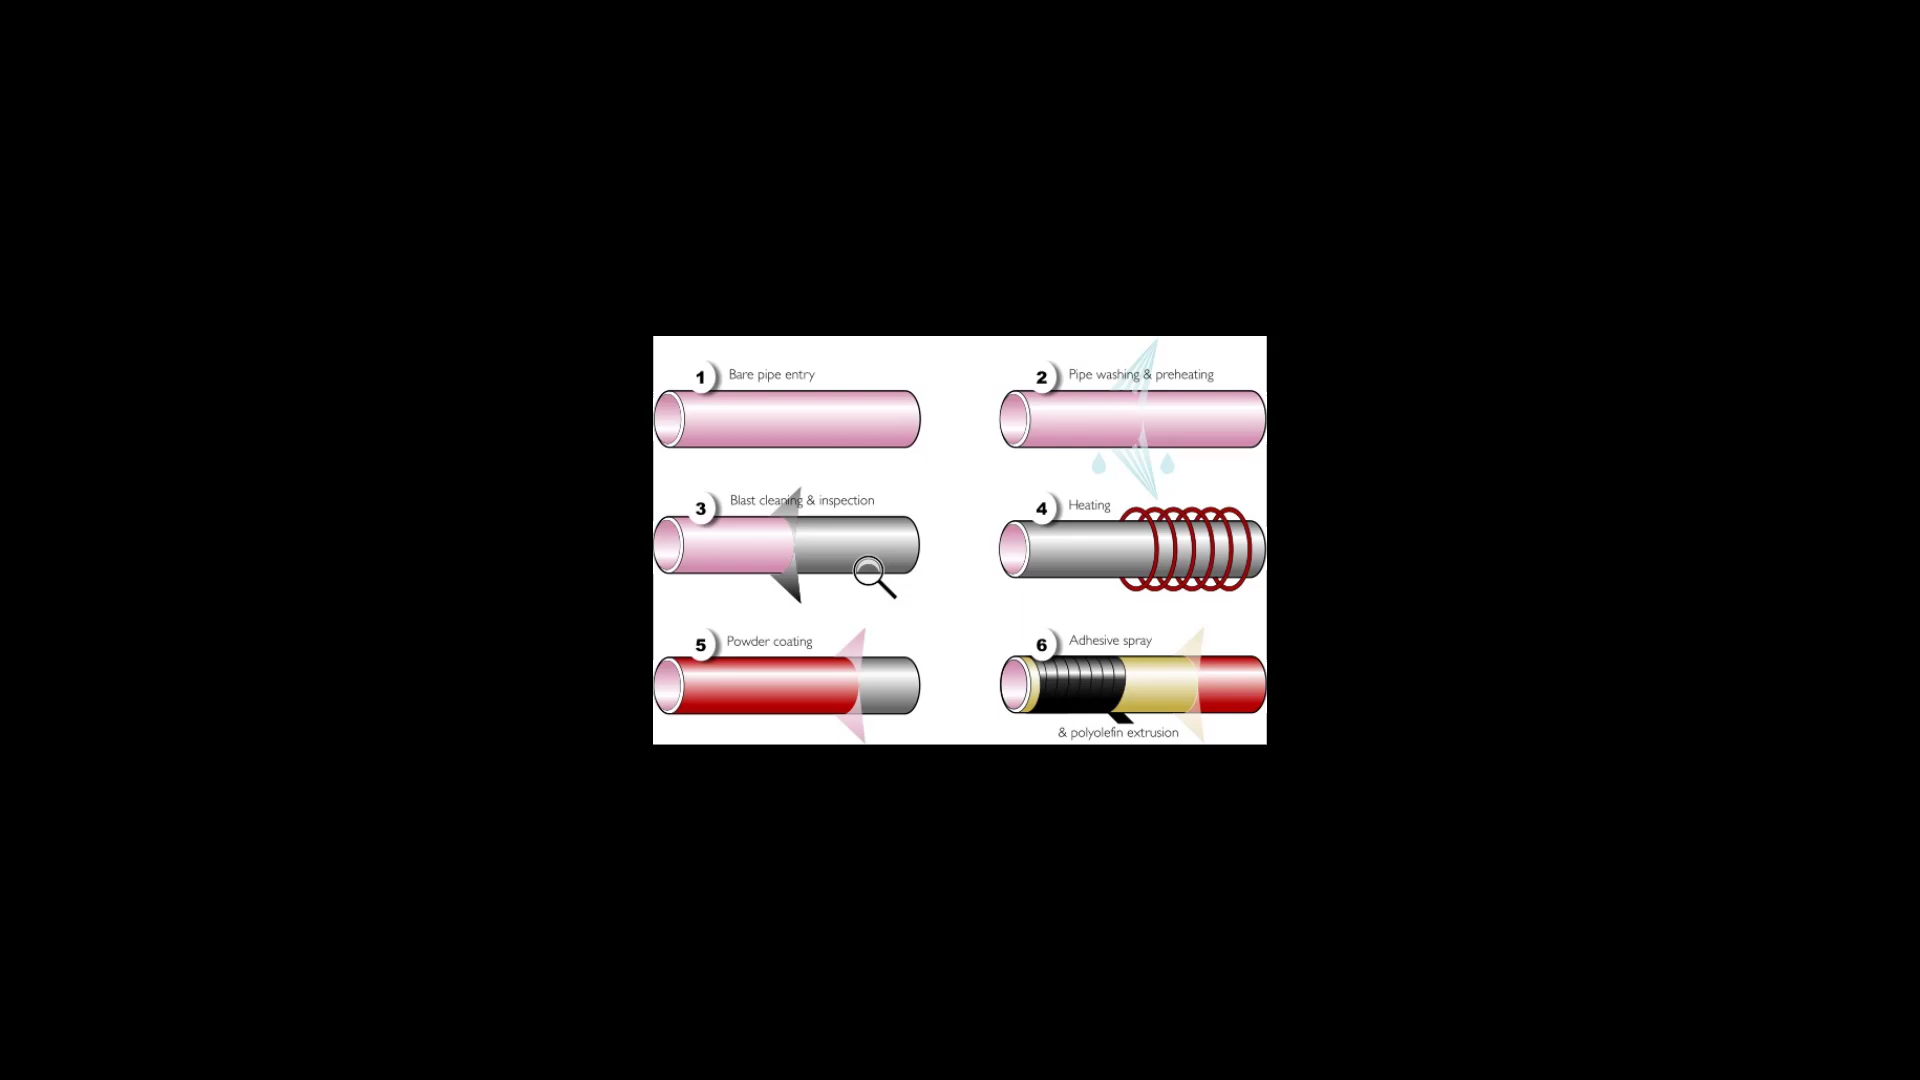 1 Bare pipe entry
2 Pipe washing & preheating
3 Blast cleaning & inspection
4 Heating
5 Powder coating
6 Adhesive spray
& polyolefin extrusion